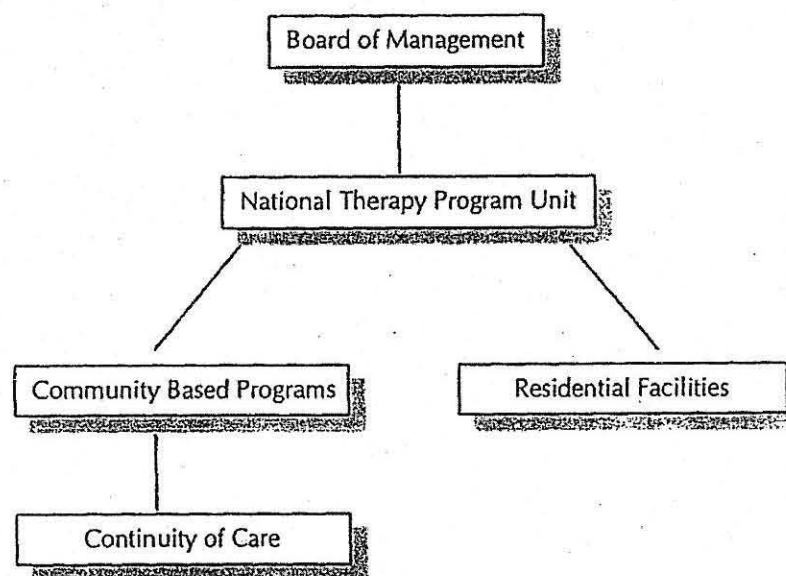 Board of Management
National Therapy Program Unit
Community Based Programs
Residential Facilities
Continuity of Care